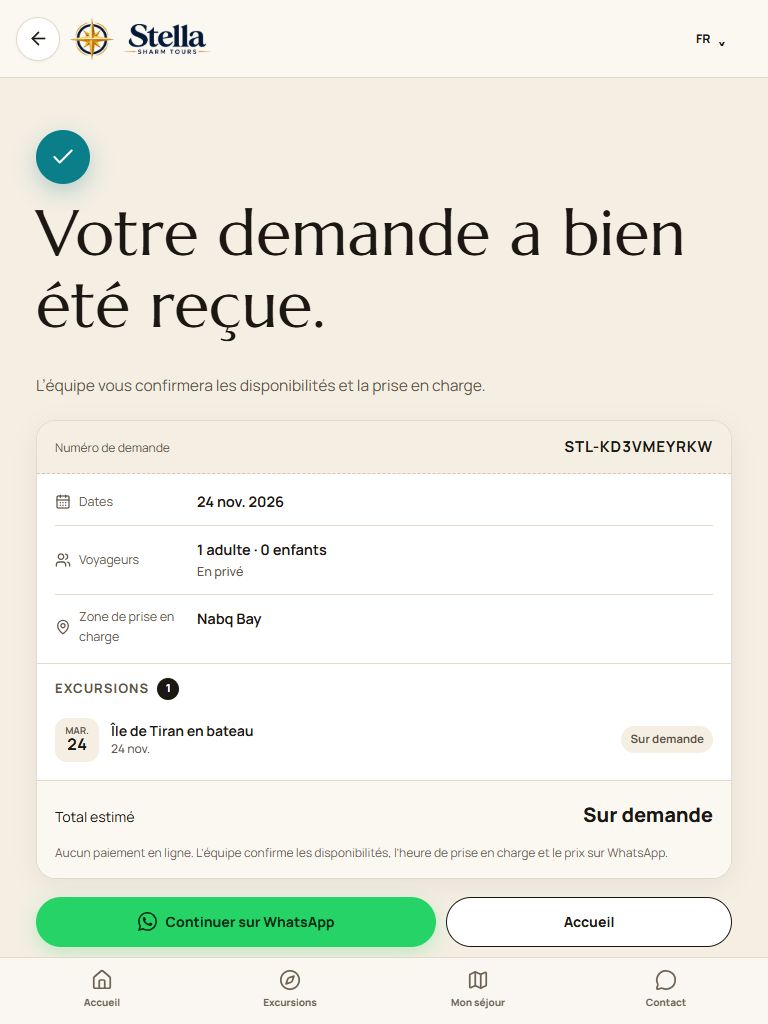 Stella
SHARM TOURS
FR
Votre demande a bien
été reçue.
L'équipe vous confirmera les disponibilités et la prise en charge.
Numéro de demande
STL-KD3VMEYRKW
Dates
24 nov. 2026
Voyageurs
1 adulte · 0 enfants
En privé
Zone de prise en
charge
Nabq Bay
EXCURSIONS 1
MAR.
24
Île de Tiran en bateau
24 nov.
Sur demande
Total estimé
Sur demande
Aucun paiement en ligne. L'équipe confirme les disponibilités, l'heure de prise en charge et le prix sur WhatsApp.
Continuer sur WhatsApp
Accueil
Accueil
Excursions
Mon séjour
Contact